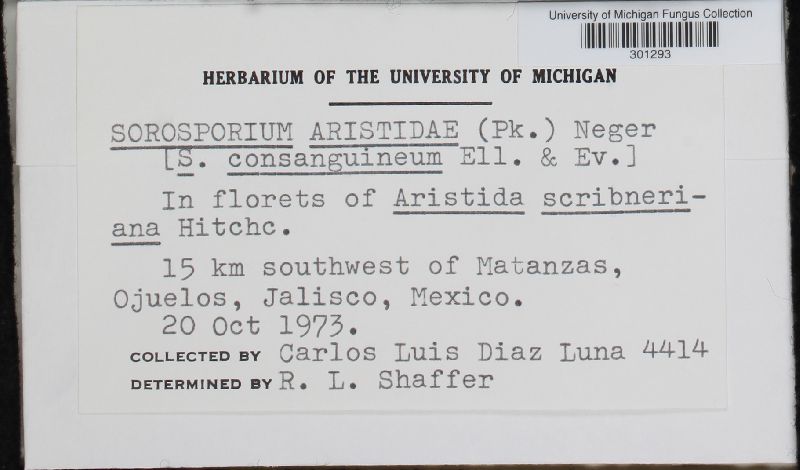 University of Michigan Fungus Collection
301293
HERBARIUM OF THE UNIVERSITY OF MICHIGAN
SOROSPORIUM ARISTIDAE (Pk.) Neger
[S. consanguineum Ell. & Ev.]
In florets of Aristida scribneri-
ana Hitchc.
15 km southwest of Matanzas,
Ojuelos, Jalisco, Mexico.
20 Oct 1973.
COLLECTED BY Carlos Luis Diaz Luna 4414
DETERMINED BY R. L. Shaffer